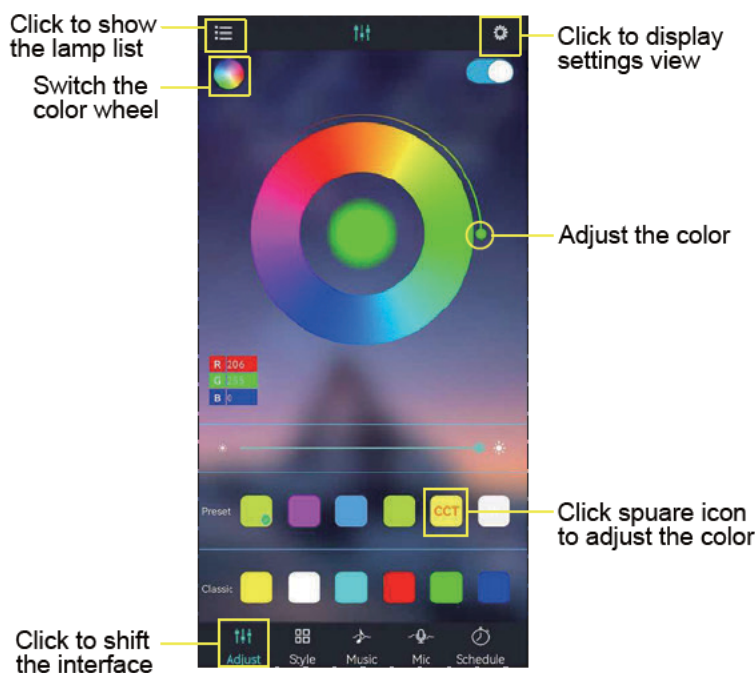 Click to show
the lamp list
Switch the
color wheel
Click to display
settings view
Adjust the color
R 206
G 255
B 0
Preset
CCT
Click spuare icon
to adjust the color
Classic
Click to shift
the interface
Adjust
Style
Music
Mic
Schedule